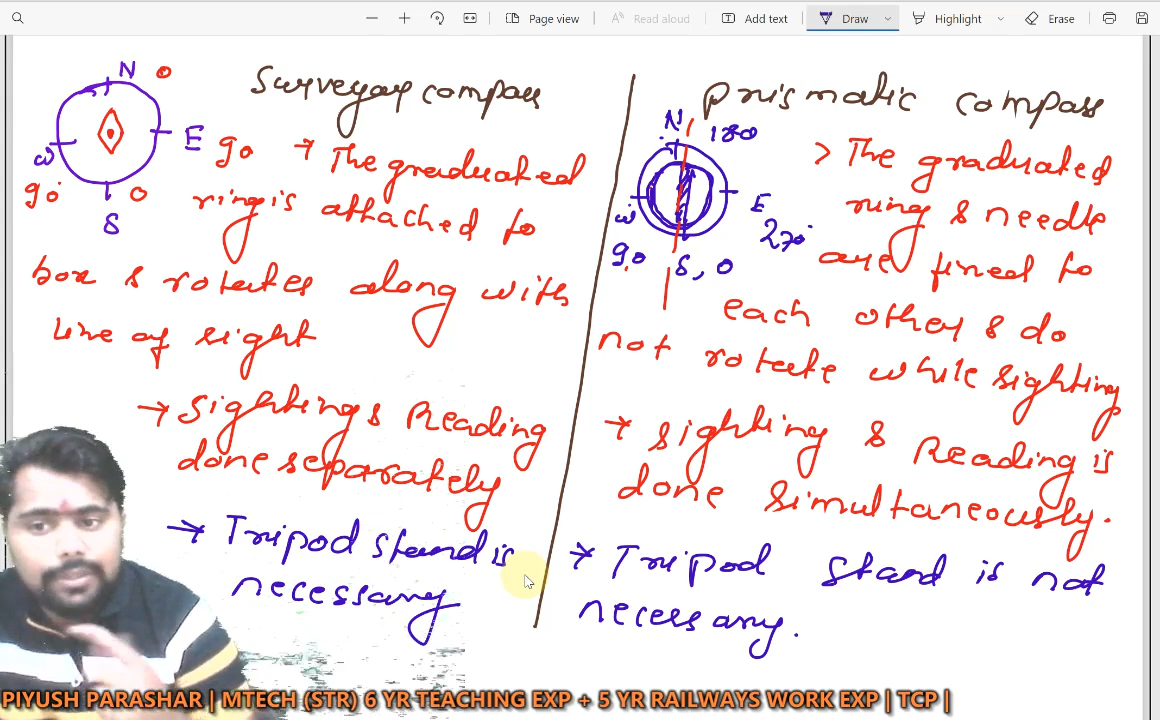 Page view
Read aloud
Add text
Draw
Highlight
Erase
Surveyor compass
N 0
E 90
W
90°
0
S
→ The graduated
ring is attached to
box & rotates along with
line of sight
→ Sighting & Reading
done separately
→ Tripod stand is
necessary
prismatic compass
N 180
E
270°
W
90
S, 0
> The graduated
ring & needle
are fixed to
each other & do
not rotate while sighting
→ sighting & Reading is
done simultaneously.
→ Tripod stand is not
necessary.
PIYUSH PARASHAR | MTECH (STR) 6 YR TEACHING EXP + 5 YR RAILWAYS WORK EXP | TCP |